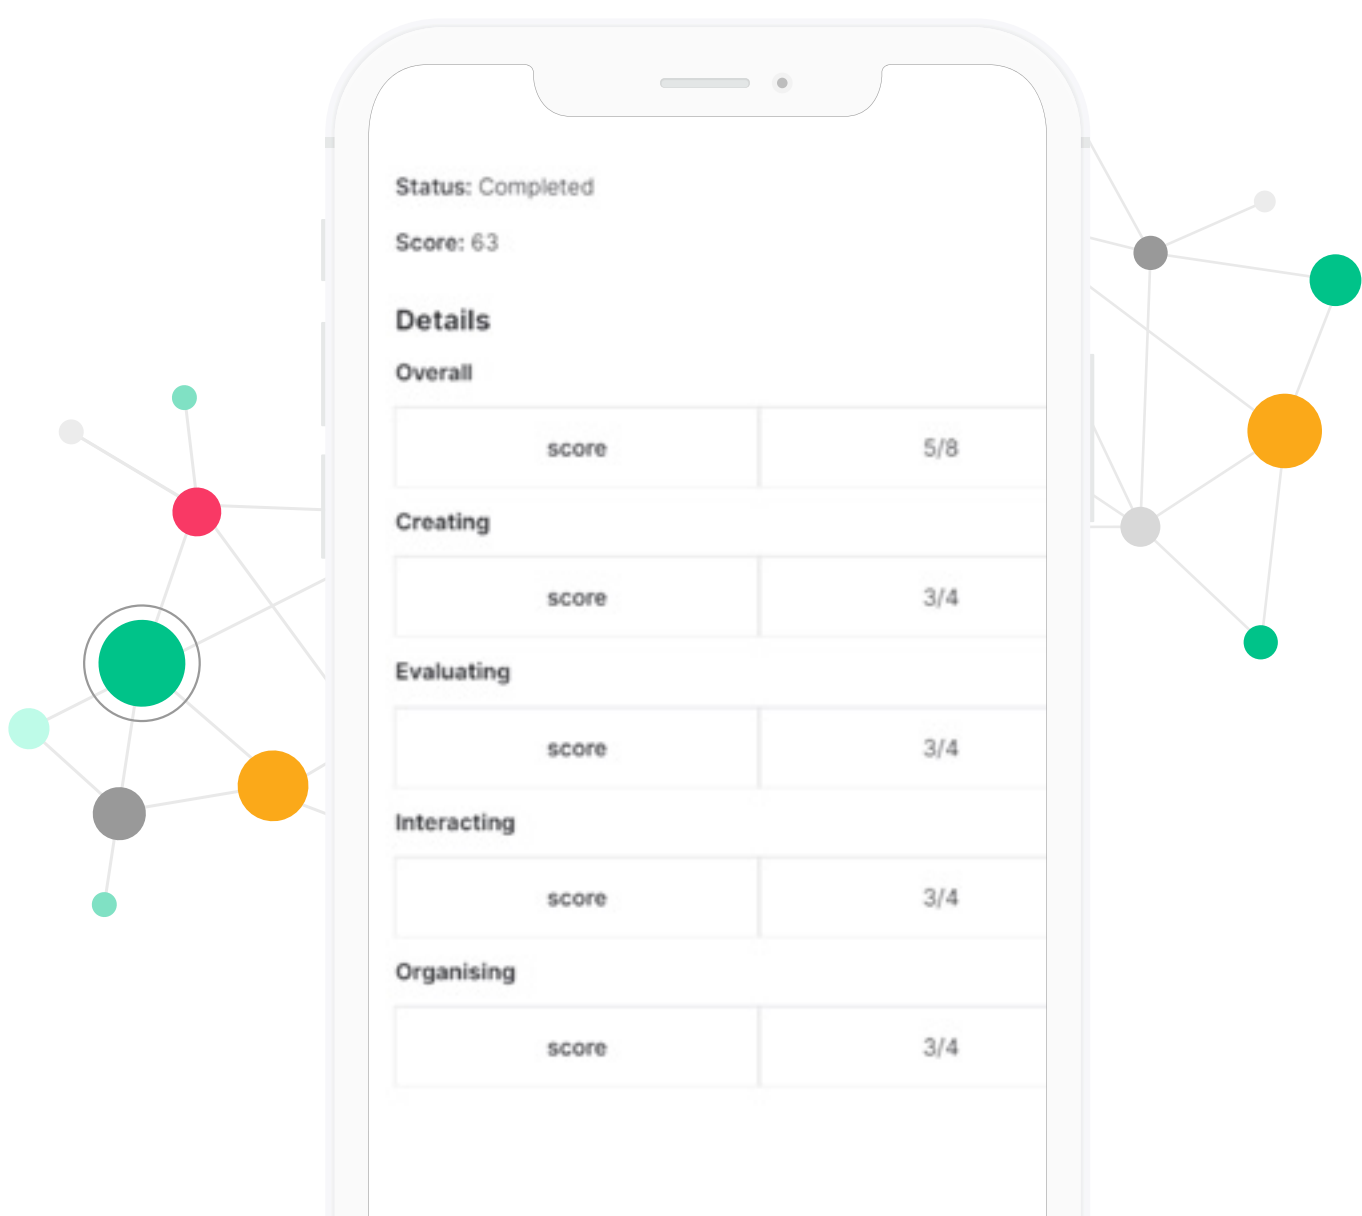 Status: Completed
Score: 63
Details
Overall
score 5/8
Creating
score 3/4
Evaluating
score 3/4
Interacting
score 3/4
Organising
score 3/4